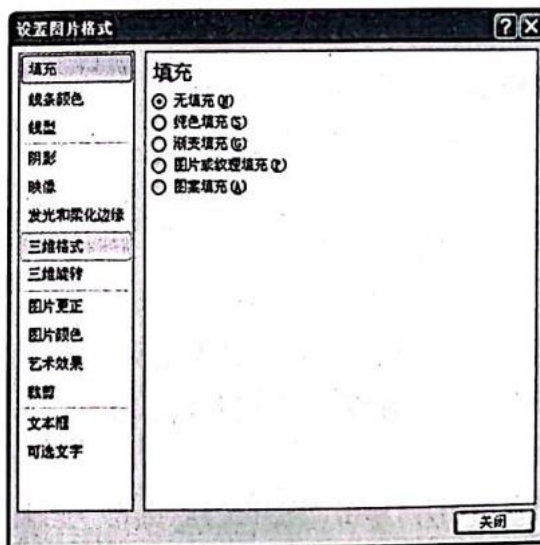 设置图片格式
填充
线条颜色
线型
阴影
映像
发光和柔化边缘
三维格式
三维旋转
图片更正
图片颜色
艺术效果
裁剪
文本框
可选文字
填充
无填充(N)
纯色填充(S)
渐变填充(G)
图片或纹理填充(P)
图案填充(A)
关闭